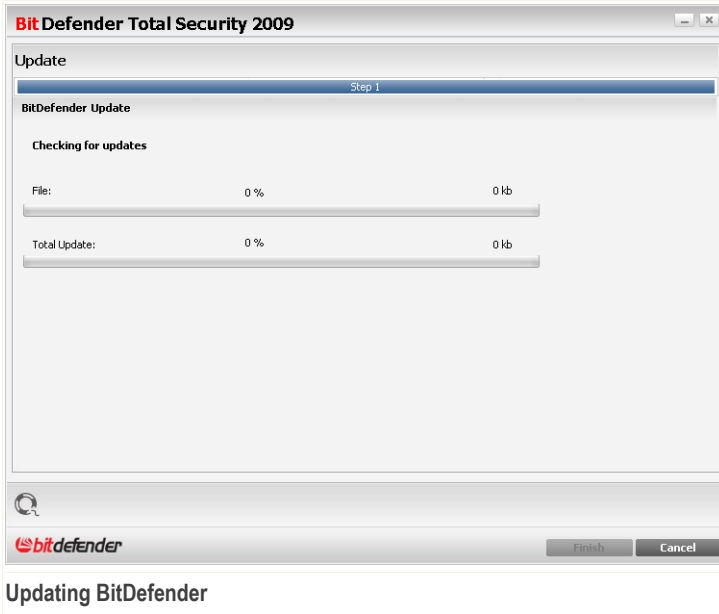 BitDefender Total Security 2009
Update
Step 1
BitDefender Update
Checking for updates
File: 0 % 0 kb
Total Update: 0 % 0 kb
bitdefender
Finish Cancel
Updating BitDefender